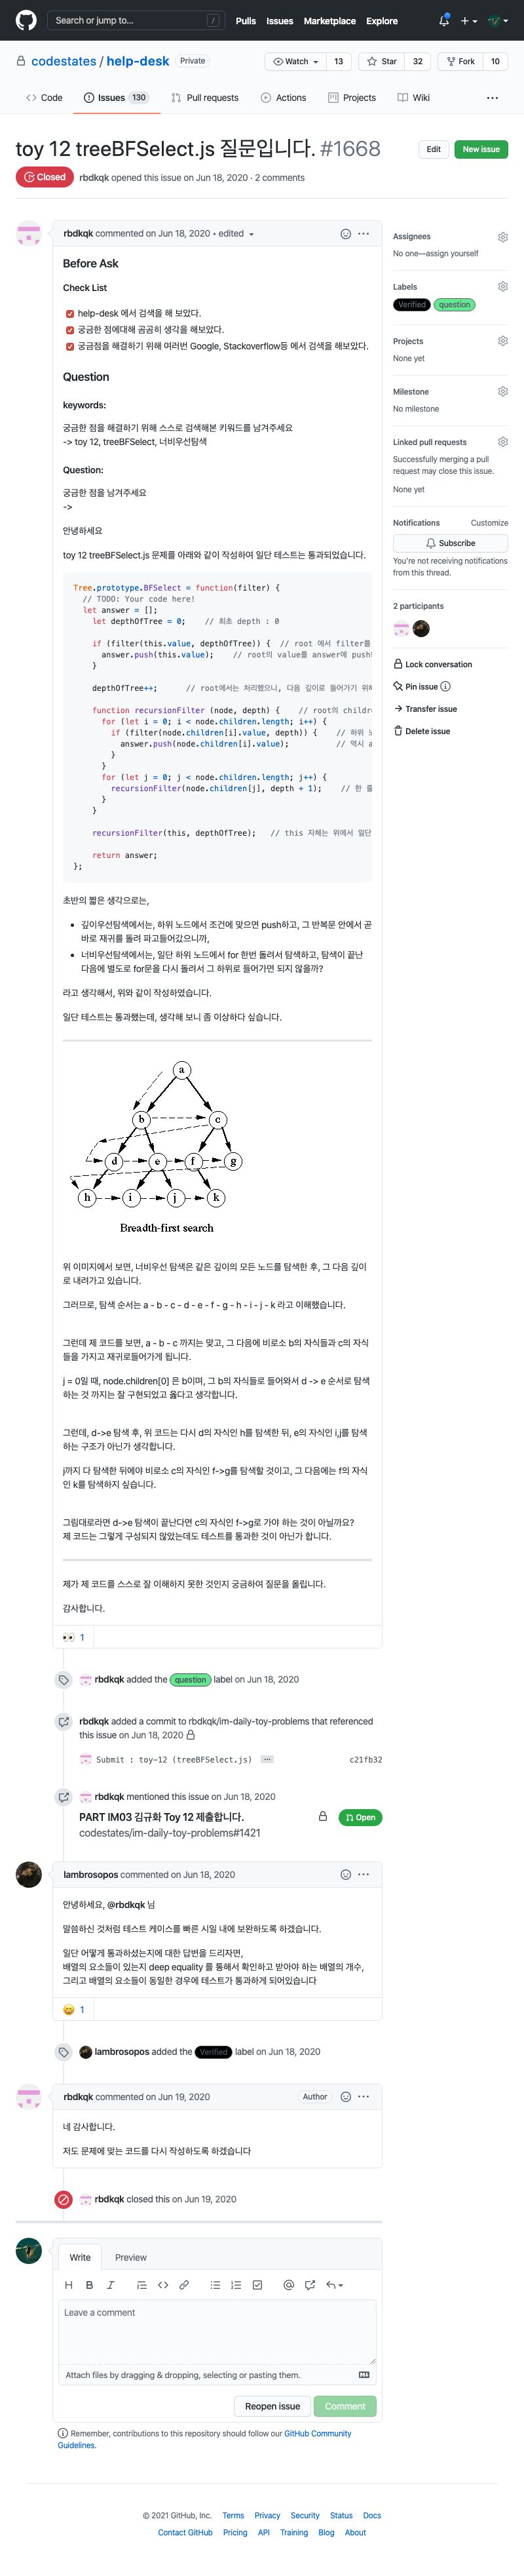 Search or jump to... /
Pulls Issues Marketplace Explore
codestates / help-desk Private
Watch 13 Star 32 Fork 10
Code Issues 130 Pull requests Actions Projects Wiki
toy 12 treeBFSelect.js 질문입니다. #1668
Edit New issue
Closed rbdkqk opened this issue on Jun 18, 2020 · 2 comments
rbdkqk commented on Jun 18, 2020 • edited
Before Ask
Check List
help-desk 에서 검색을 해 보았다.
궁금한 점에대해 곰곰히 생각을 해보았다.
궁금점을 해결하기 위해 여러번 Google, Stackoverflow등 에서 검색을 해보았다.
Question
keywords:
궁금한 점을 해결하기 위해 스스로 검색해본 키워드를 남겨주세요
-> toy 12, treeBFSelect, 너비우선탐색
Question:
궁금한 점을 남겨주세요
->
안녕하세요
toy 12 treeBFSelect.js 문제를 아래와 같이 작성하여 일단 테스트는 통과되었습니다.
Tree.prototype.BFSelect = function(filter) {
// TODO: Your code here!
let answer = [];
let depthOfTree = 0; // 최초 depth : 0
if (filter(this.value, depthOfTree)) { // root 에서 filter를
answer.push(this.value); // root의 value를 answer에 push
}
depthOfTree++; // root에서는 처리했으니, 다음 깊이로 들어가기 위해
function recursionFilter (node, depth) { // root의 childr
for (let i = 0; i < node.children.length; i++) {
if (filter(node.children[i].value, depth)) { // 하위 노
answer.push(node.children[i].value); // 역시 a
}
}
for (let j = 0; j < node.children.length; j++) {
recursionFilter(node.children[j], depth + 1); // 한 줄
}
}
recursionFilter(this, depthOfTree); // this 자체는 위에서 일단
return answer;
};
초반의 짧은 생각으로는,
• 깊이우선탐색에서는, 하위 노드에서 조건에 맞으면 push하고, 그 반복문 안에서 곧
바로 재귀를 돌려 파고들어갔으니까,
• 너비우선탐색에서는, 일단 하위 노드에서 for 한번 돌려서 탐색하고, 탐색이 끝난
다음에 별도로 for문을 다시 돌려서 그 하위로 들어가면 되지 않을까?
라고 생각해서, 위와 같이 작성하였습니다.
일단 테스트는 통과했는데, 생각해 보니 좀 이상하다 싶습니다.
a
b c
d e f g
h i j k
Breadth-first search
위 이미지에서 보면, 너비우선 탐색은 같은 깊이의 모든 노드를 탐색한 후, 그 다음 깊이
로 내려가고 있습니다.
그러므로, 탐색 순서는 a - b - c - d - e - f - g - h - i - j - k 라고 이해했습니다.
그런데 제 코드를 보면, a - b - c 까지는 맞고, 그 다음에 비로소 b의 자식들과 c의 자식
들을 가지고 재귀로들어가게 됩니다.
j = 0일 때, node.children[0] 은 b이며, 그 b의 자식들로 들어와서 d -> e 순서로 탐색
하는 것 까지는 잘 구현되었고 옳다고 생각합니다.
그런데, d->e 탐색 후, 위 코드는 다시 d의 자식인 h를 탐색한 뒤, e의 자식인 i,j를 탐색
하는 구조가 아닌가 생각합니다.
j까지 다 탐색한 뒤에야 비로소 c의 자식인 f->g를 탐색할 것이고, 그 다음에는 f의 자식
인 k를 탐색하지 싶습니다.
그림대로라면 d->e 탐색이 끝난다면 c의 자식인 f->g로 가야 하는 것이 아닐까요?
제 코드는 그렇게 구성되지 않았는데도 테스트를 통과한 것이 아닌가 합니다.
제가 제 코드를 스스로 잘 이해하지 못한 것인지 궁금하여 질문을 올립니다.
감사합니다.
1
rbdkqk added the question label on Jun 18, 2020
rbdkqk added a commit to rbdkqk/im-daily-toy-problems that referenced
this issue on Jun 18, 2020
Submit : toy-12 (treeBFSelect.js) ... c21fb32
rbdkqk mentioned this issue on Jun 18, 2020
PART IM03 김규화 Toy 12 제출합니다. Open
codestates/im-daily-toy-problems#1421
lambrosopos commented on Jun 18, 2020
안녕하세요, @rbdkqk 님
말씀하신 것처럼 테스트 케이스를 빠른 시일 내에 보완하도록 하겠습니다.
일단 어떻게 통과하셨는지에 대한 답변을 드리자면,
배열의 요소들이 있는지 deep equality 를 통해서 확인하고 받아야 하는 배열의 개수,
그리고 배열의 요소들이 동일한 경우에 테스트가 통과하게 되어있습니다
1
lambrosopos added the Verified label on Jun 18, 2020
rbdkqk commented on Jun 19, 2020 Author
네 감사합니다.
저도 문제에 맞는 코드를 다시 작성하도록 하겠습니다
rbdkqk closed this on Jun 19, 2020
Write Preview
Leave a comment
Attach files by dragging & dropping, selecting or pasting them.
Reopen issue Comment
Remember, contributions to this repository should follow our GitHub Community
Guidelines.
Assignees
No one—assign yourself
Labels
Verified question
Projects
None yet
Milestone
No milestone
Linked pull requests
Successfully merging a pull
request may close this issue.
None yet
Notifications Customize
Subscribe
You're not receiving notifications
from this thread.
2 participants
Lock conversation
Pin issue
Transfer issue
Delete issue
© 2021 GitHub, Inc. Terms Privacy Security Status Docs
Contact GitHub Pricing API Training Blog About